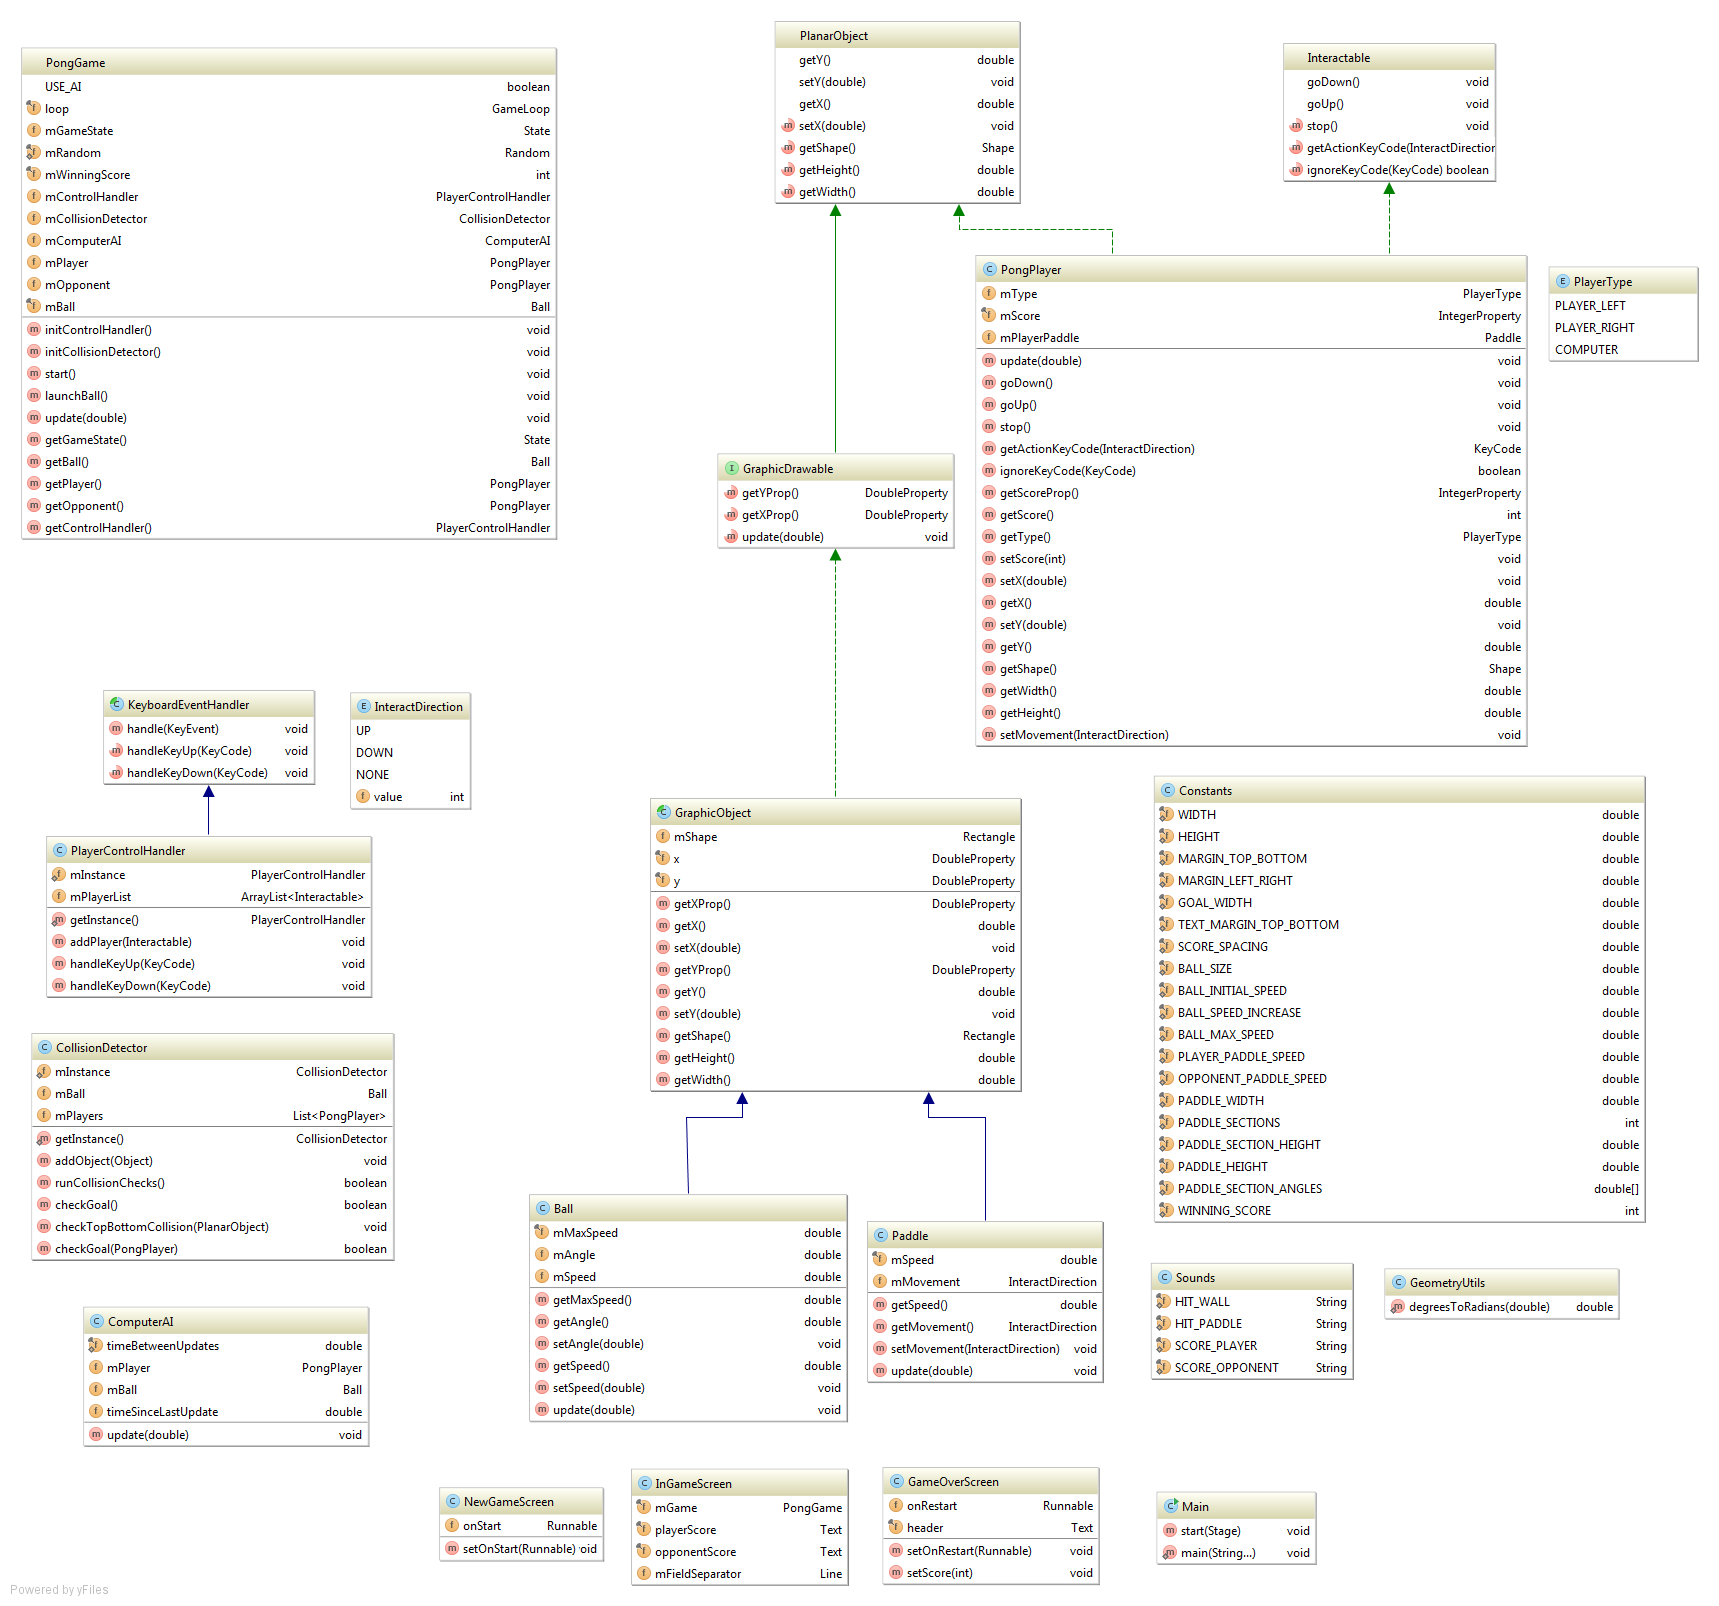 PongGame
USE_AI boolean
loop GameLoop
mGameState State
mRandom Random
mWinningScore int
mControlHandler PlayerControlHandler
mCollisionDetector CollisionDetector
mComputerAI ComputerAI
mPlayer PongPlayer
mOpponent PongPlayer
mBall Ball
initControlHandler() void
initCollisionDetector() void
start() void
launchBall() void
update(double) void
getGameState() State
getBall() Ball
getPlayer() PongPlayer
getOpponent() PongPlayer
getControlHandler() PlayerControlHandler
PlanarObject
getY() double
setY(double) void
getX() double
setX(double) void
getShape() Shape
getHeight() double
getWidth() double
Interactable
goDown() void
goUp() void
stop() void
getActionKeyCode(InteractDirection
ignoreKeyCode(KeyCode) boolean
PongPlayer
mType PlayerType
mScore IntegerProperty
mPlayerPaddle Paddle
update(double) void
goDown() void
goUp() void
stop() void
getActionKeyCode(InteractDirection) KeyCode
ignoreKeyCode(KeyCode) boolean
getScoreProp() IntegerProperty
getScore() int
getType() PlayerType
setScore(int) void
setX(double) void
getX() double
setY(double) void
getY() double
getShape() Shape
getWidth() double
getHeight() double
setMovement(InteractDirection) void
PlayerType
PLAYER_LEFT
PLAYER_RIGHT
COMPUTER
GraphicDrawable
getYProp() DoubleProperty
getXProp() DoubleProperty
update(double) void
KeyboardEventHandler
handle(KeyEvent) void
handleKeyUp(KeyCode) void
handleKeyDown(KeyCode) void
InteractDirection
UP
DOWN
NONE
value int
PlayerControlHandler
mInstance PlayerControlHandler
mPlayerList ArrayList<Interactable>
getInstance() PlayerControlHandler
addPlayer(Interactable) void
handleKeyUp(KeyCode) void
handleKeyDown(KeyCode) void
GraphicObject
mShape Rectangle
x DoubleProperty
y DoubleProperty
getXProp() DoubleProperty
getX() double
setX(double) void
getYProp() DoubleProperty
getY() double
setY(double) void
getShape() Rectangle
getHeight() double
getWidth() double
Constants
WIDTH double
HEIGHT double
MARGIN_TOP_BOTTOM double
MARGIN_LEFT_RIGHT double
GOAL_WIDTH double
TEXT_MARGIN_TOP_BOTTOM double
SCORE_SPACING double
BALL_SIZE double
BALL_INITIAL_SPEED double
BALL_SPEED_INCREASE double
BALL_MAX_SPEED double
PLAYER_PADDLE_SPEED double
OPPONENT_PADDLE_SPEED double
PADDLE_WIDTH double
PADDLE_SECTIONS int
PADDLE_SECTION_HEIGHT double
PADDLE_HEIGHT double
PADDLE_SECTION_ANGLES double[]
WINNING_SCORE int
CollisionDetector
mInstance CollisionDetector
mBall Ball
mPlayers List<PongPlayer>
getInstance() CollisionDetector
addObject(Object) void
runCollisionChecks() boolean
checkGoal() boolean
checkTopBottomCollision(PlanarObject) void
checkGoal(PongPlayer) boolean
Ball
mMaxSpeed double
mAngle double
mSpeed double
getMaxSpeed() double
getAngle() double
setAngle(double) void
getSpeed() double
setSpeed(double) void
update(double) void
Paddle
mSpeed double
mMovement InteractDirection
getSpeed() double
getMovement() InteractDirection
setMovement(InteractDirection) void
update(double) void
Sounds
HIT_WALL String
HIT_PADDLE String
SCORE_PLAYER String
SCORE_OPPONENT String
GeometryUtils
degreesToRadians(double) double
ComputerAI
timeBetweenUpdates double
mPlayer PongPlayer
mBall Ball
timeSinceLastUpdate double
update(double) void
NewGameScreen
onStart Runnable
setOnStart(Runnable) oid
InGameScreen
mGame PongGame
playerScore Text
opponentScore Text
mFieldSeparator Line
GameOverScreen
onRestart Runnable
header Text
setOnRestart(Runnable) void
setScore(int) void
Main
start(Stage) void
main(String...) void
Powered by yFiles